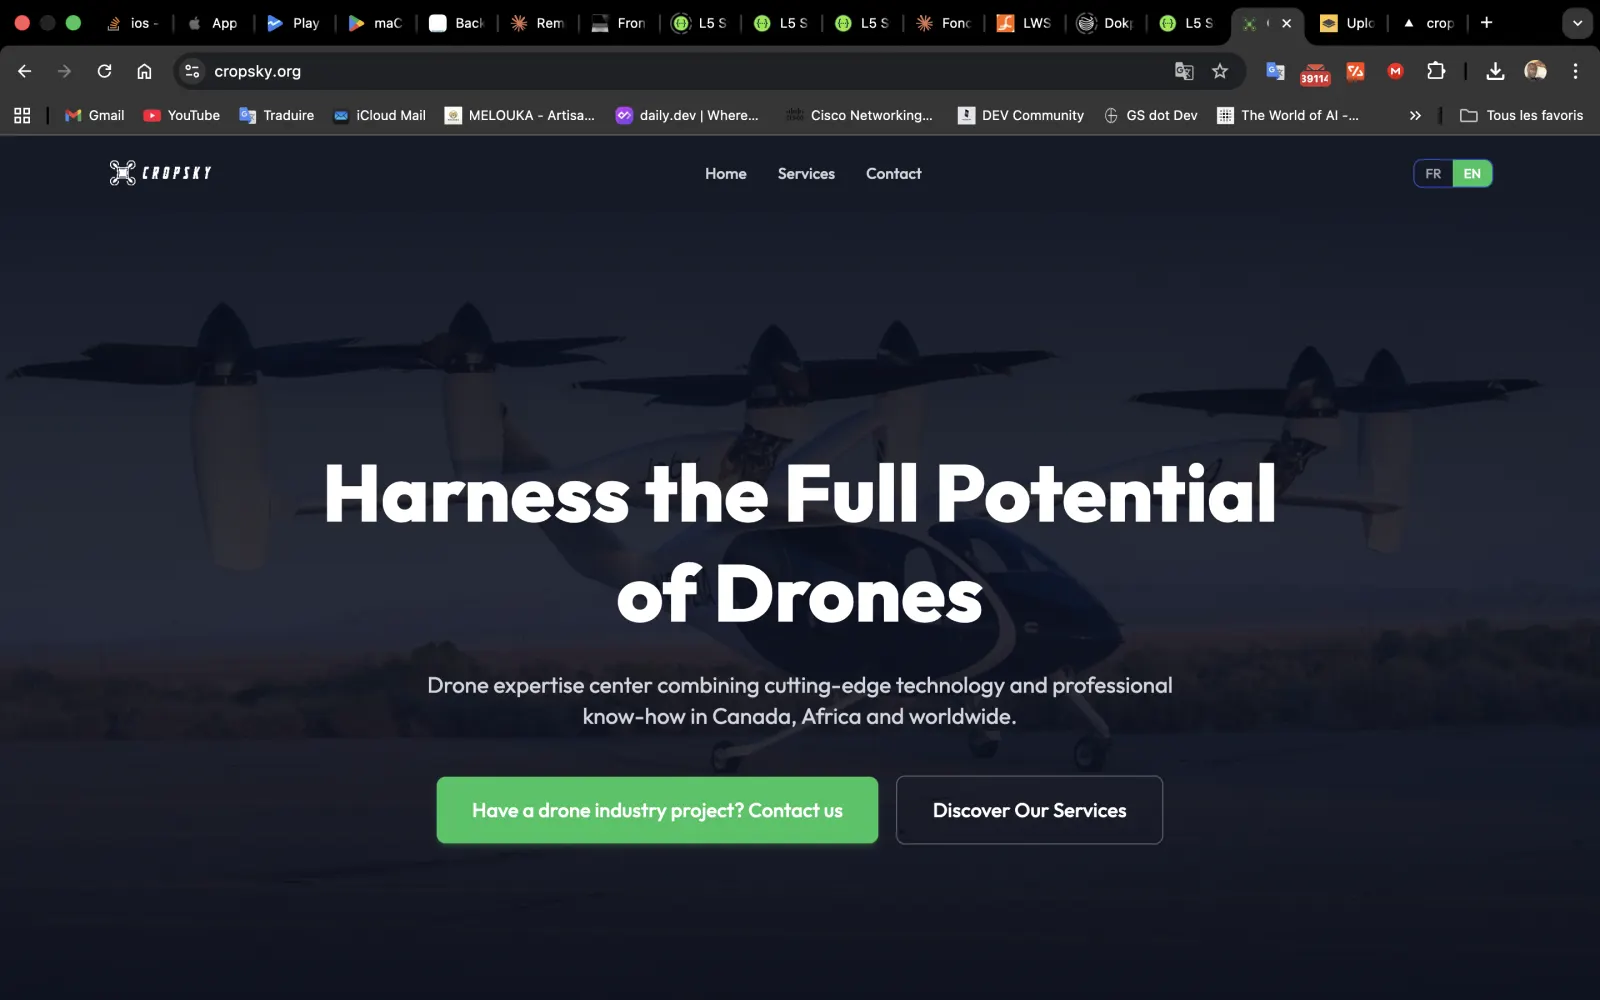 ios -
App
Play
maC
Back
Rem
Fron
L5 S
L5 S
L5 S
Fonc
LWS
Dok
L5 S
Uplo
crop
cropsky.org
39114
Gmail
YouTube
Traduire
iCloud Mail
MELOUKA - Artisa...
daily.dev | Where...
Cisco Networking...
DEV Community
GS dot Dev
The World of AI -...
Tous les favoris
CROPSKY
Home
Services
Contact
FR
EN
Harness the Full Potential
of Drones
Drone expertise center combining cutting-edge technology and professional
know-how in Canada, Africa and worldwide.
Have a drone industry project? Contact us
Discover Our Services